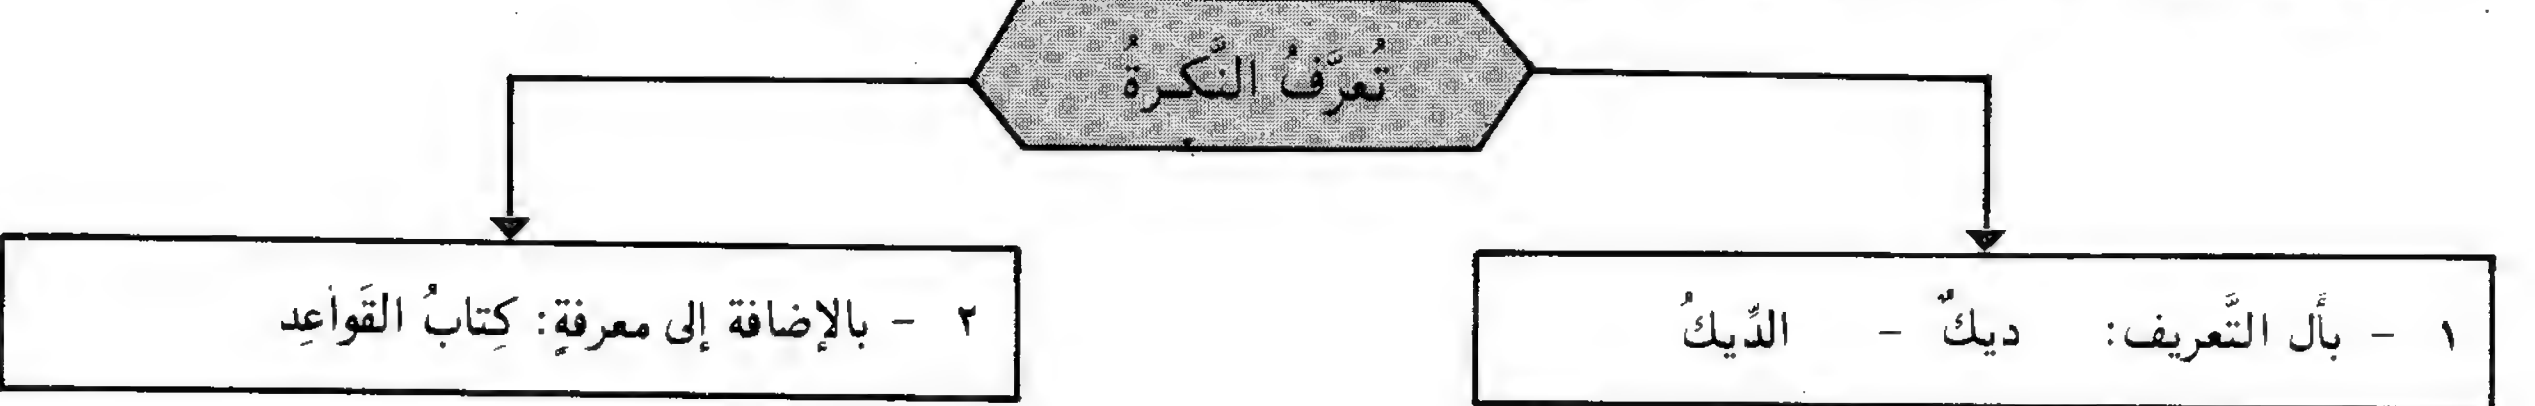 تُعرَّفُ النَّكِرةُ
١ - بأَل التَّعريف: ديكٌ - الدِّيكُ
٢ - بالإضافة إلى معرفةٍ: كِتابُ القَواعِد